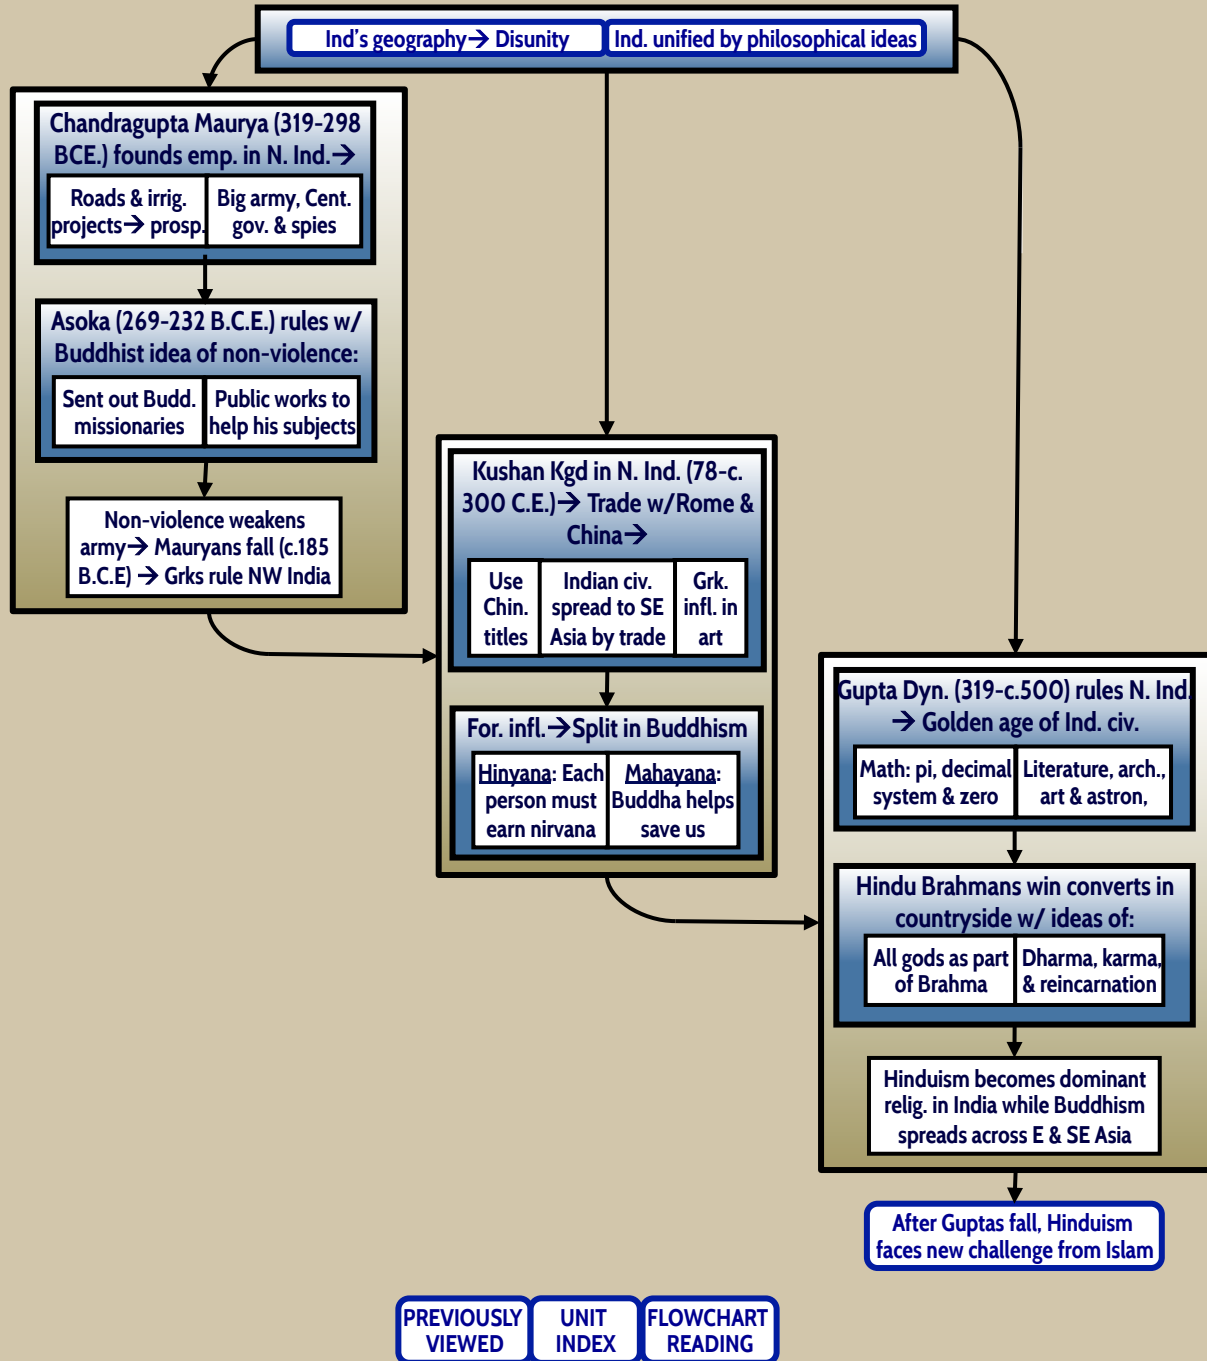 Ind's geography→ Disunity
Ind. unified by philosophical ideas
Chandragupta Maurya (319-298
BCE.) founds emp. in N. Ind.→
Roads & irrig.
projects→ prosp.
Big army, Cent.
gov. & spies
Asoka (269-232 B.C.E.) rules w/
Buddhist idea of non-violence:
Sent out Budd.
missionaries
Public works to
help his subjects
Non-violence weakens
army→ Mauryans fall (c.185
B.C.E) → Grks rule NW India
Kushan Kgd in N. Ind. (78-c.
300 C.E.)→ Trade w/Rome &
China→
Use
Chin.
titles
Indian civ.
spread to SE
Asia by trade
Grk.
infl. in
art
For. infl.→Split in Buddhism
Hinyana: Each
person must
earn nirvana
Mahayana:
Buddha helps
save us
Gupta Dyn. (319-c.500) rules N. Ind.
→ Golden age of Ind. civ.
Math: pi, decimal
system & zero
Literature, arch.,
art & astron,
Hindu Brahmans win converts in
countryside w/ ideas of:
All gods as part
of Brahma
Dharma, karma,
& reincarnation
Hinduism becomes dominant
relig. in India while Buddhism
spreads across E & SE Asia
After Guptas fall, Hinduism
faces new challenge from Islam
PREVIOUSLY
VIEWED
UNIT
INDEX
FLOWCHART
READING